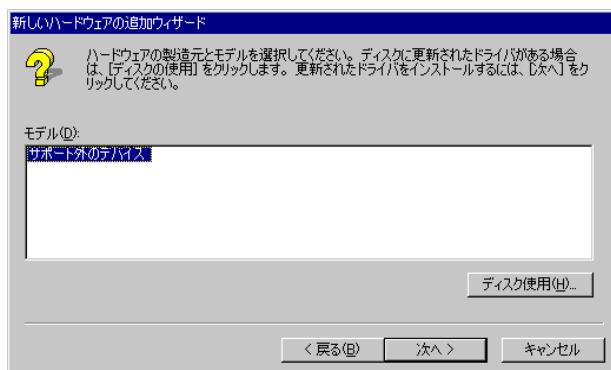 新しいハードウェアの追加ウィザード
ハードウェアの製造元とモデルを選択してください。ディスクに更新されたドライバがある場合
は、[ディスクの使用] をクリックします。更新されたドライバをインストールするには、[次へ] をク
リックしてください。
モデル(D):
サポート外のデバイス
ディスク使用(H)...
< 戻る(B)
次へ >
キャンセル